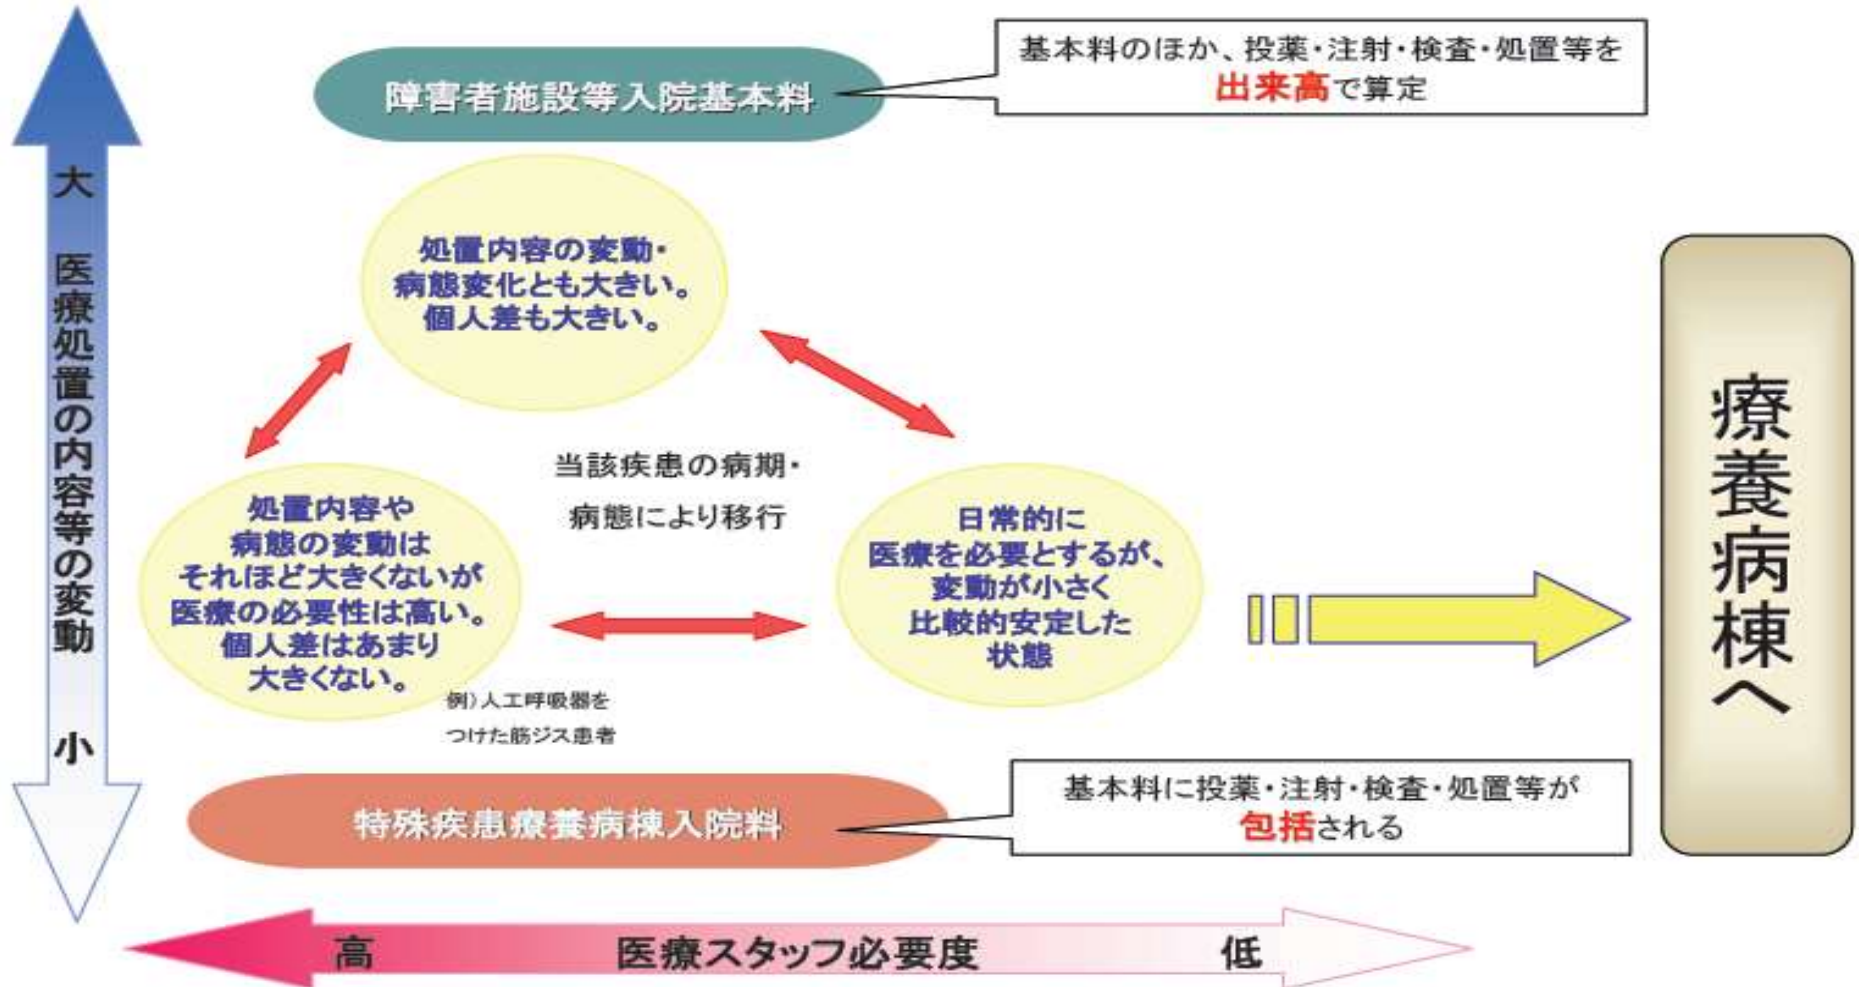 障害者施設等入院基本料
基本料のほか、投薬・注射・検査・処置等を
出来高で算定
大　医療処置の内容等の変動　小
処置内容の変動・
病態変化とも大きい。
個人差も大きい。
当該疾患の病期・
病態により移行
処置内容や
病態の変動は
それほど大きくないが
医療の必要性は高い。
個人差はあまり
大きくない。
例）人工呼吸器を
つけた筋ジス患者
日常的に
医療を必要とするが、
変動が小さく
比較的安定した
状態
療養病棟へ
特殊疾患療養病棟入院料
基本料に投薬・注射・検査・処置等が
包括される
高　医療スタッフ必要度　低